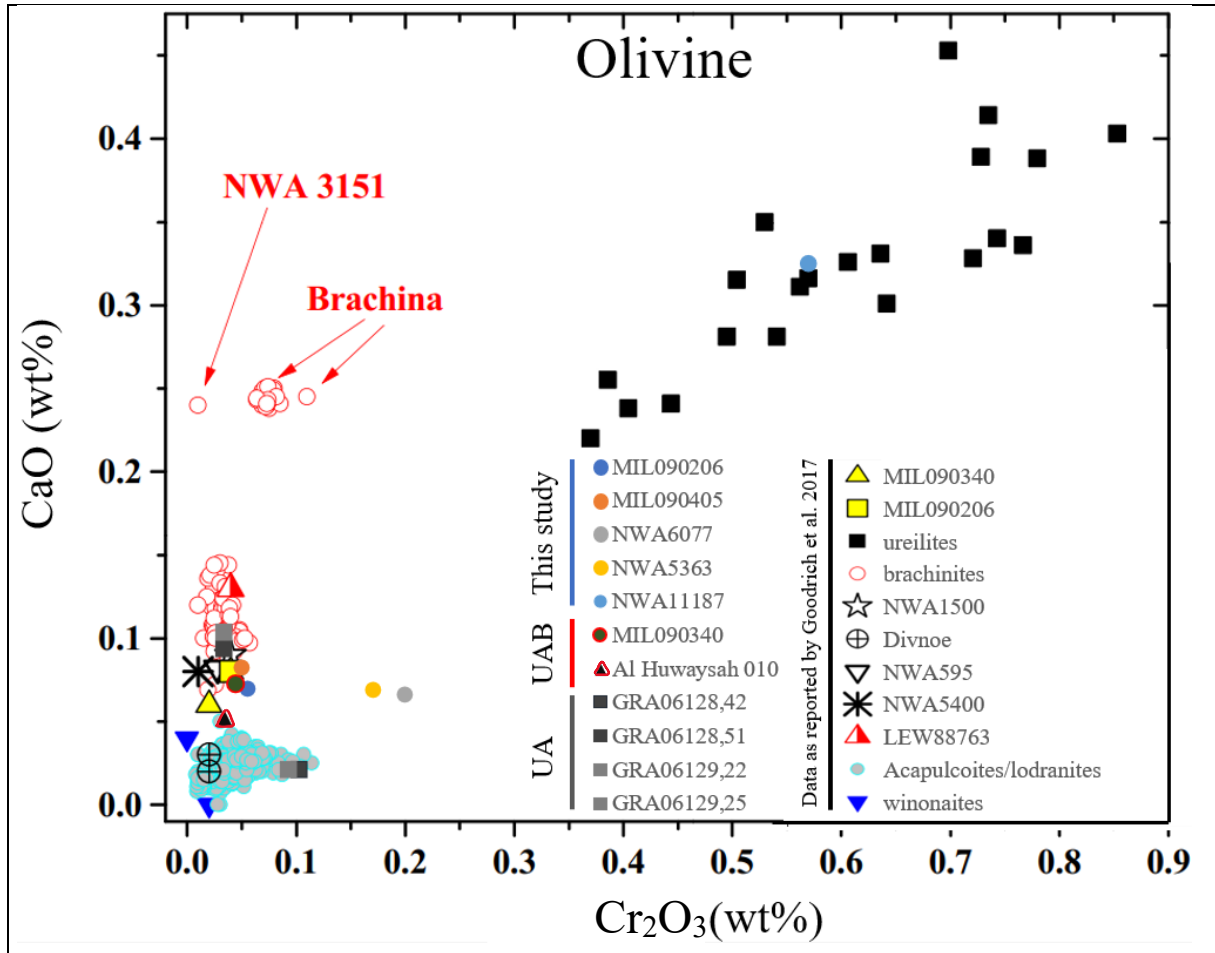 Olivine
NWA 3151
Brachina
CaO (wt%)
0.4
0.3
0.2
0.1
0.0
This study
MIL090206
MIL090405
NWA6077
NWA5363
NWA11187
UAB
MIL090340
Al Huwaysah 010
UA
GRA06128,42
GRA06128,51
GRA06129,22
GRA06129,25
Data as reported by Goodrich et al. 2017
MIL090340
MIL090206
ureilites
brachinites
NWA1500
Divnoe
NWA595
NWA5400
LEW88763
Acapulcoites/lodranites
winonaites
0.0 0.1 0.2 0.3 0.4 0.5 0.6 0.7 0.8 0.9
Cr₂O₃(wt%)